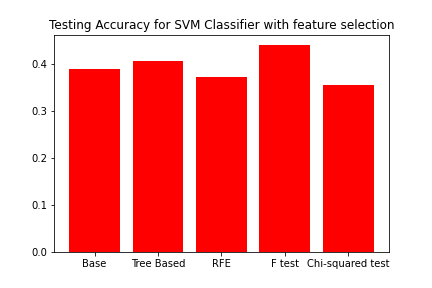 Testing Accuracy for SVM Classifier with feature selection
0.4
0.3
0.2
0.1
0.0
Base Tree Based RFE F test Chi-squared test